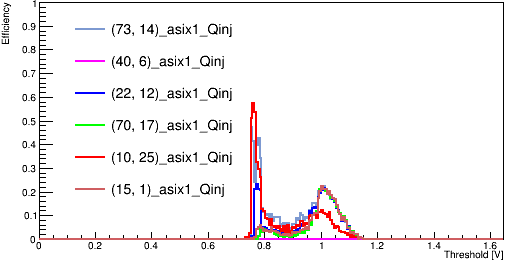 Efficiency
1
0.9
0.8
0.7
0.6
0.5
0.4
0.3
0.2
0.1
0
(73, 14)_asix1_Qinj
(40, 6)_asix1_Qinj
(22, 12)_asix1_Qinj
(70, 17)_asix1_Qinj
(10, 25)_asix1_Qinj
(15, 1)_asix1_Qinj
0 0.2 0.4 0.6 0.8 1 1.2 1.4 1.6
Threshold [V]